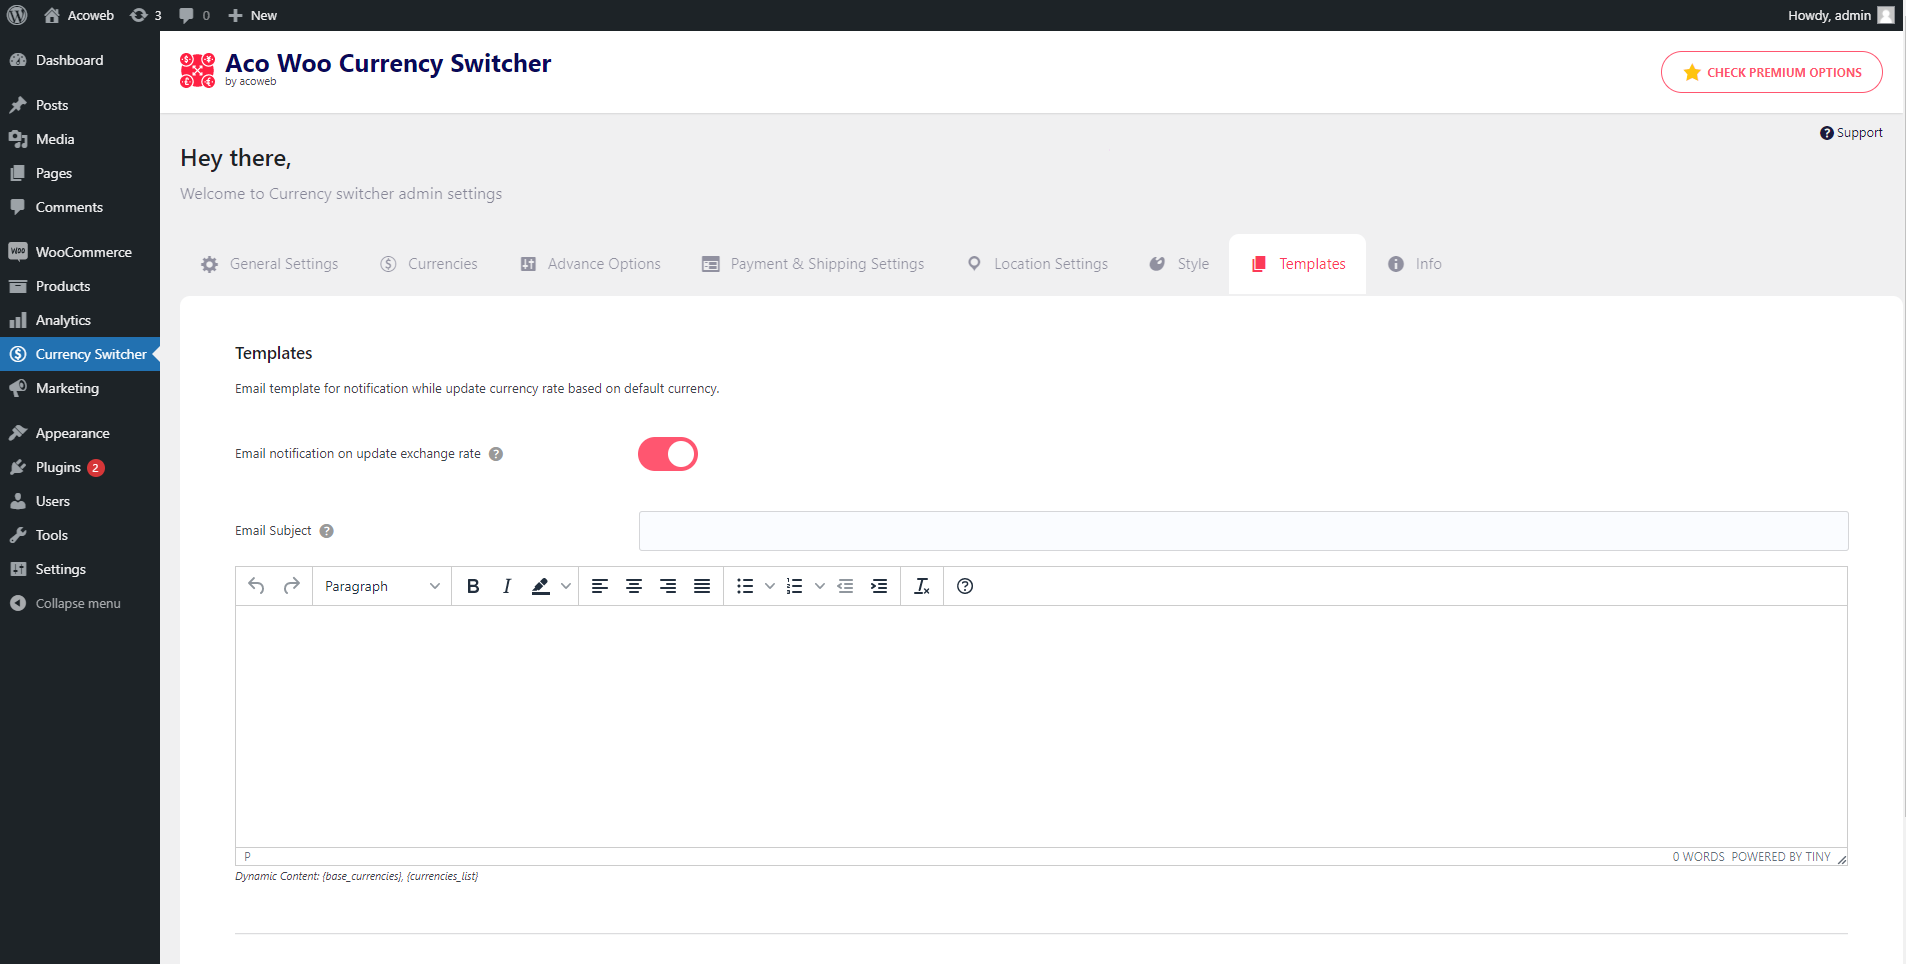 Acoweb 3 0 New Howdy, admin
Dashboard
Posts
Media
Pages
Comments
WooCommerce
Products
Analytics
Currency Switcher
Marketing
Appearance
Plugins 2
Users
Tools
Settings
Collapse menu
Aco Woo Currency Switcher
by acoweb
CHECK PREMIUM OPTIONS
Support
Hey there,
Welcome to Currency switcher admin settings
General Settings Currencies Advance Options Payment & Shipping Settings Location Settings Style Templates Info
Templates
Email template for notification while update currency rate based on default currency.
Email notification on update exchange rate ?
Email Subject ?
Paragraph B I
P 0 WORDS POWERED BY TINY
Dynamic Content: {base_currencies}, {currencies_list}